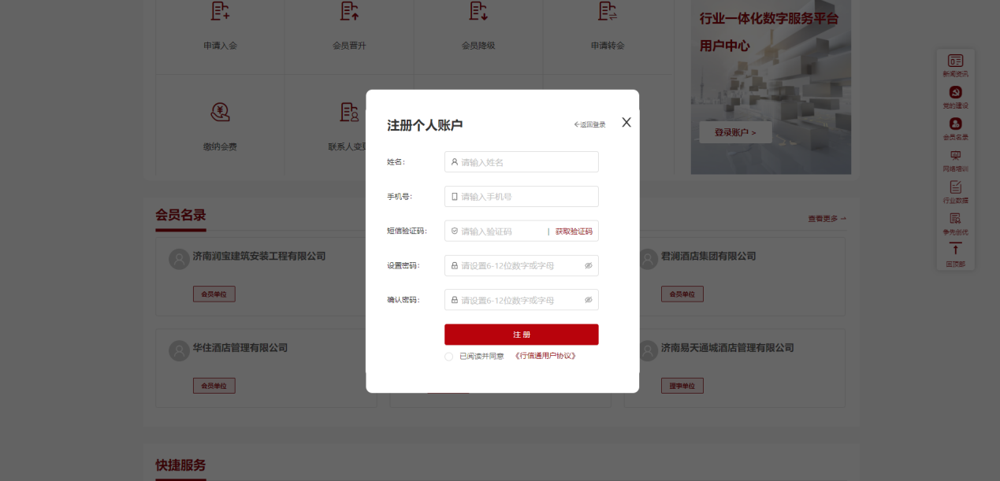 申请入会
会员晋升
会员降级
申请转会
行业一体化数字服务平台
用户中心
登录账户 >
缴纳会费
联系人变更
新闻资讯
党的建设
会员名录
网络培训
行业数据
争先创优
回顶部
注册个人账户
返回登录
X
姓名：
请输入姓名
手机号：
请输入手机号
短信验证码：
请输入验证码
| 获取验证码
设置密码：
请设置6-12位数字或字母
确认密码：
请设置6-12位数字或字母
注 册
已阅读并同意 《行信通用户协议》
会员名录
查看更多 →
济南润宝建筑安装工程有限公司
会员单位
君澜酒店集团有限公司
会员单位
华住酒店管理有限公司
会员单位
济南易天通城酒店管理有限公司
理事单位
快捷服务